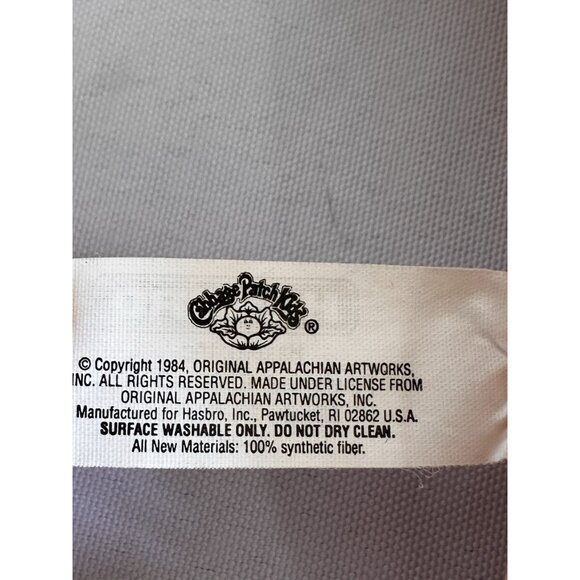 Cabbage Patch Kids ®
© Copyright 1984, ORIGINAL APPALACHIAN ARTWORKS,
INC. ALL RIGHTS RESERVED. MADE UNDER LICENSE FROM
ORIGINAL APPALACHIAN ARTWORKS, INC.
Manufactured for Hasbro, Inc., Pawtucket, RI 02862 U.S.A.
SURFACE WASHABLE ONLY. DO NOT DRY CLEAN.
All New Materials: 100% synthetic fiber.